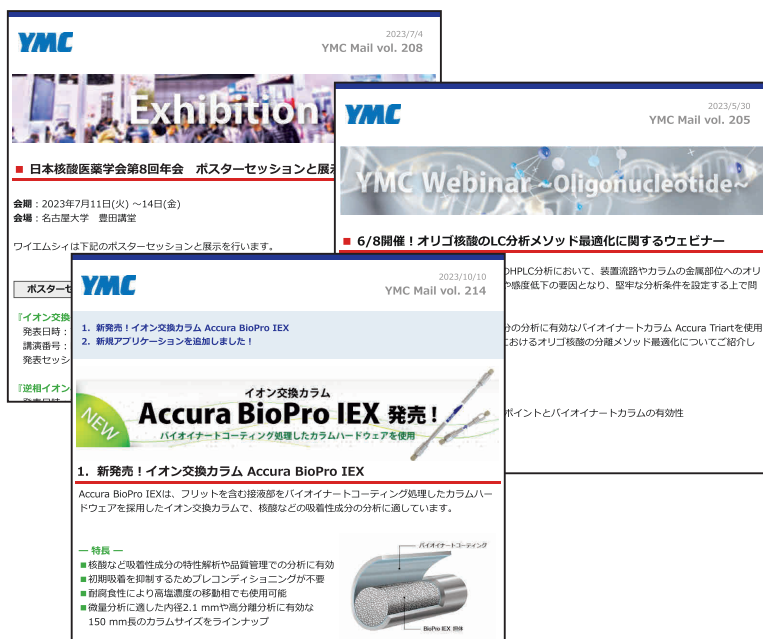 YMC
2023/7/4
YMC Mail vol. 208
Exhibition
■ 日本核酸医薬学会第8回年会 ポスターセッションと展
会期：2023年7月11日(火) ～14日(金)
会場：名古屋大学 豊田講堂
ワイエムシィは下記のポスターセッションと展示を行います。
ポスターセ
『イオン交換
発表日時：
講演番号：
発表セッシ
『逆相イオン
YMC
2023/5/30
YMC Mail vol. 205
YMC Webinar ~Oligonucleotide~
■ 6/8開催！オリゴ核酸のLC分析メソッド最適化に関するウェビナー
HPLC分析において、装置流路やカラムの金属部位へのオリ
や感度低下の要因となり、堅牢な分析条件を設定する上で問
分の分析に有効なバイオイナートカラム Accura Triartを使用
におけるオリゴ核酸の分離メソッド最適化についてご紹介し
ポイントとバイオイナートカラムの有効性
YMC
2023/10/10
YMC Mail vol. 214
1. 新発売！イオン交換カラム Accura BioPro IEX
2. 新規アプリケーションを追加しました！
NEW
イオン交換カラム
Accura BioPro IEX 発売！
バイオイナートコーティング処理したカラムハードウェアを使用
1. 新発売！イオン交換カラム Accura BioPro IEX
Accura BioPro IEXは、フリットを含む接液部をバイオイナートコーティング処理したカラムハー
ドウェアを採用したイオン交換カラムで、核酸などの吸着性成分の分析に適しています。
― 特長 ―
■核酸など吸着性成分の特性解析や品質管理での分析に有効
■初期吸着を抑制するためプレコンディショニングが不要
■耐腐食性により高塩濃度の移動相でも使用可能
■微量分析に適した内径2.1 mmや高分離分析に有効な
150 mm長のカラムサイズをラインナップ
バイオイナートコーティング
BioPro IEX 担体